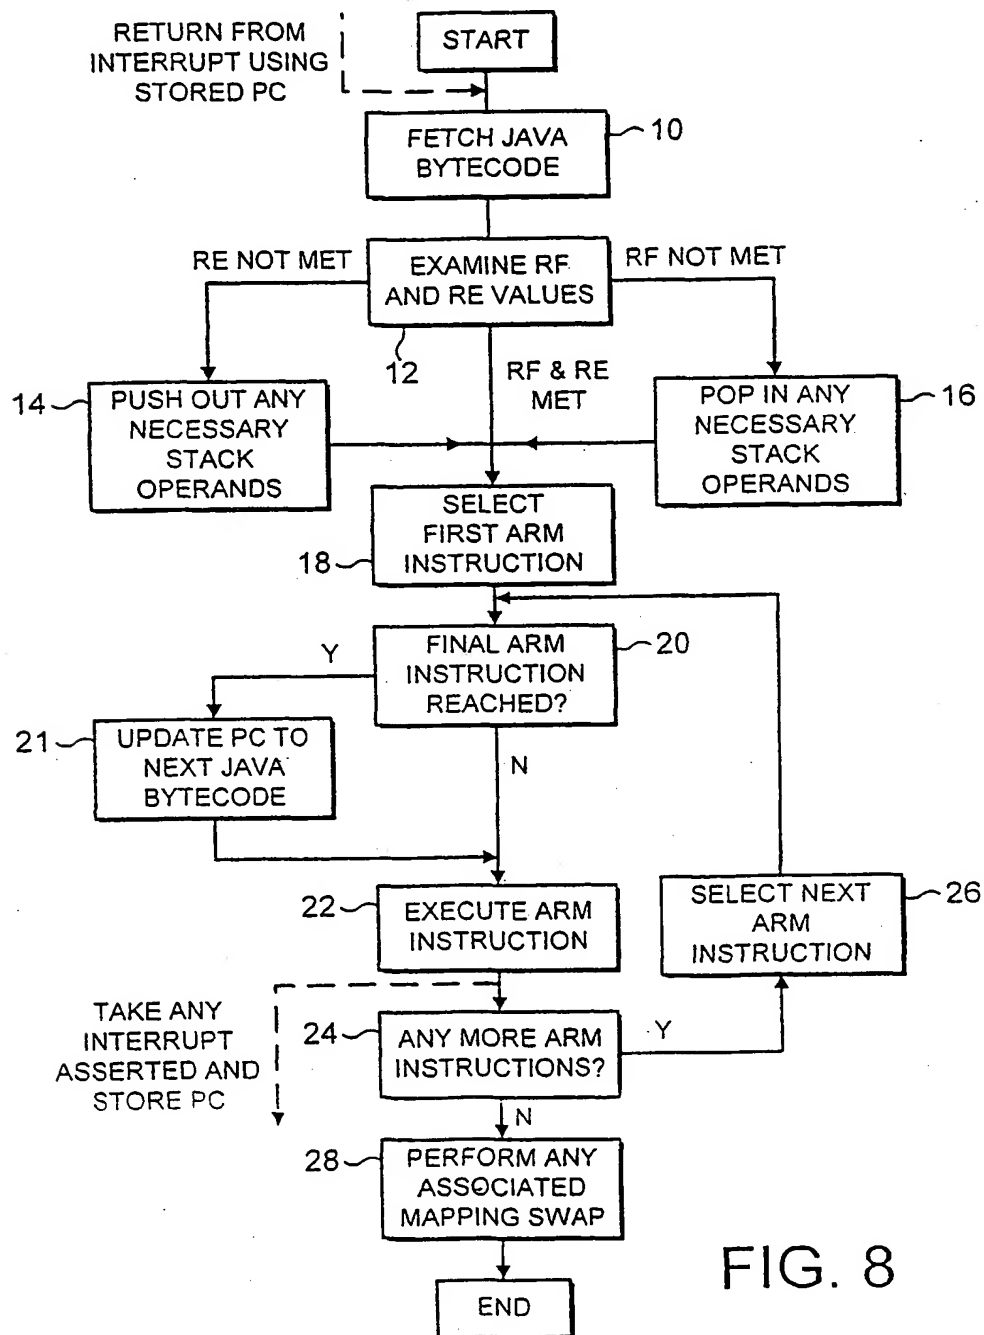 RETURN FROM
INTERRUPT USING
STORED PC
START
FETCH JAVA
BYTECODE
10
RE NOT MET
EXAMINE RF
AND RE VALUES
RF NOT MET
12
RF & RE
MET
14
PUSH OUT ANY
NECESSARY
STACK
OPERANDS
POP IN ANY
NECESSARY
STACK
OPERANDS
16
SELECT
FIRST ARM
INSTRUCTION
18
FINAL ARM
INSTRUCTION
REACHED?
20
Y
21
UPDATE PC TO
NEXT JAVA
BYTECODE
N
22
EXECUTE ARM
INSTRUCTION
SELECT NEXT
ARM
INSTRUCTION
26
TAKE ANY
INTERRUPT
ASSERTED AND
STORE PC
24
ANY MORE ARM
INSTRUCTIONS?
Y
N
28
PERFORM ANY
ASSOCIATED
MAPPING SWAP
END
FIG. 8